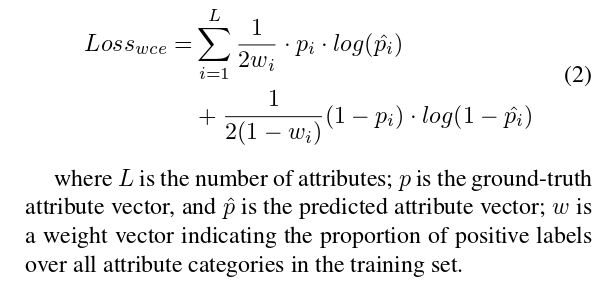 Loss_{wce} = \sum_{i=1}^{L} \frac{1}{2w_i} \cdot p_i \cdot log(\hat{p_i})
(2)
+ \frac{1}{2(1 - w_i)}(1 - p_i) \cdot log(1 - \hat{p_i})
where L is the number of attributes; p is the ground-truth
attribute vector, and \hat{p} is the predicted attribute vector; w is
a weight vector indicating the proportion of positive labels
over all attribute categories in the training set.